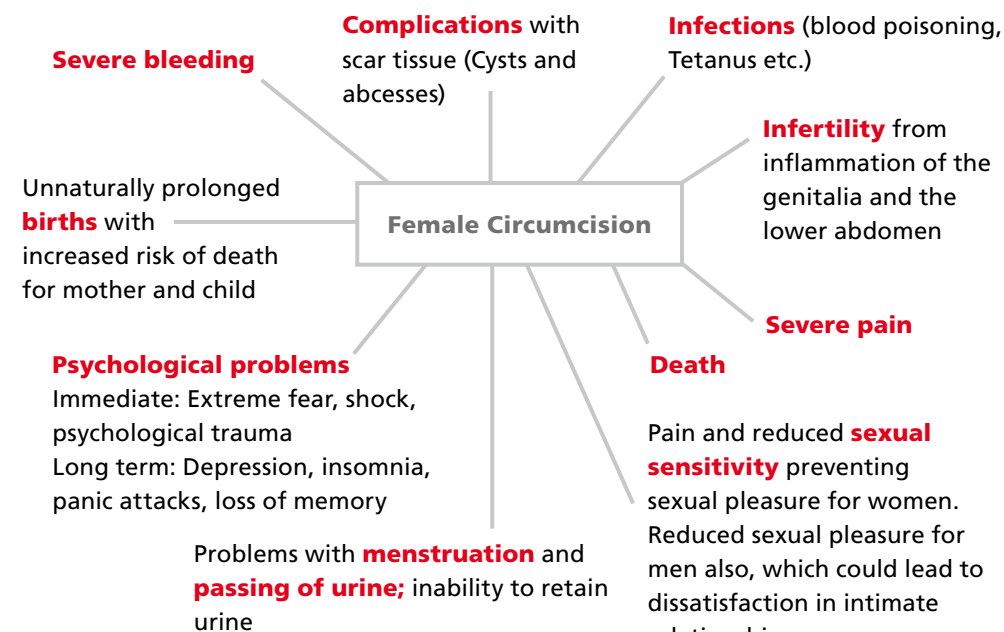 Severe bleeding
Complications with
scar tissue (Cysts and
abcesses)
Infections (blood poisoning,
Tetanus etc.)
Infertility from
inflammation of the
genitalia and the
lower abdomen
Unnaturally prolonged
births with
increased risk of death
for mother and child
Female Circumcision
Severe pain
Death
Psychological problems
Immediate: Extreme fear, shock,
psychological trauma
Long term: Depression, insomnia,
panic attacks, loss of memory
Pain and reduced sexual
sensitivity preventing
sexual pleasure for women.
Reduced sexual pleasure for
men also, which could lead to
dissatisfaction in intimate
Problems with menstruation and
passing of urine; inability to retain
urine